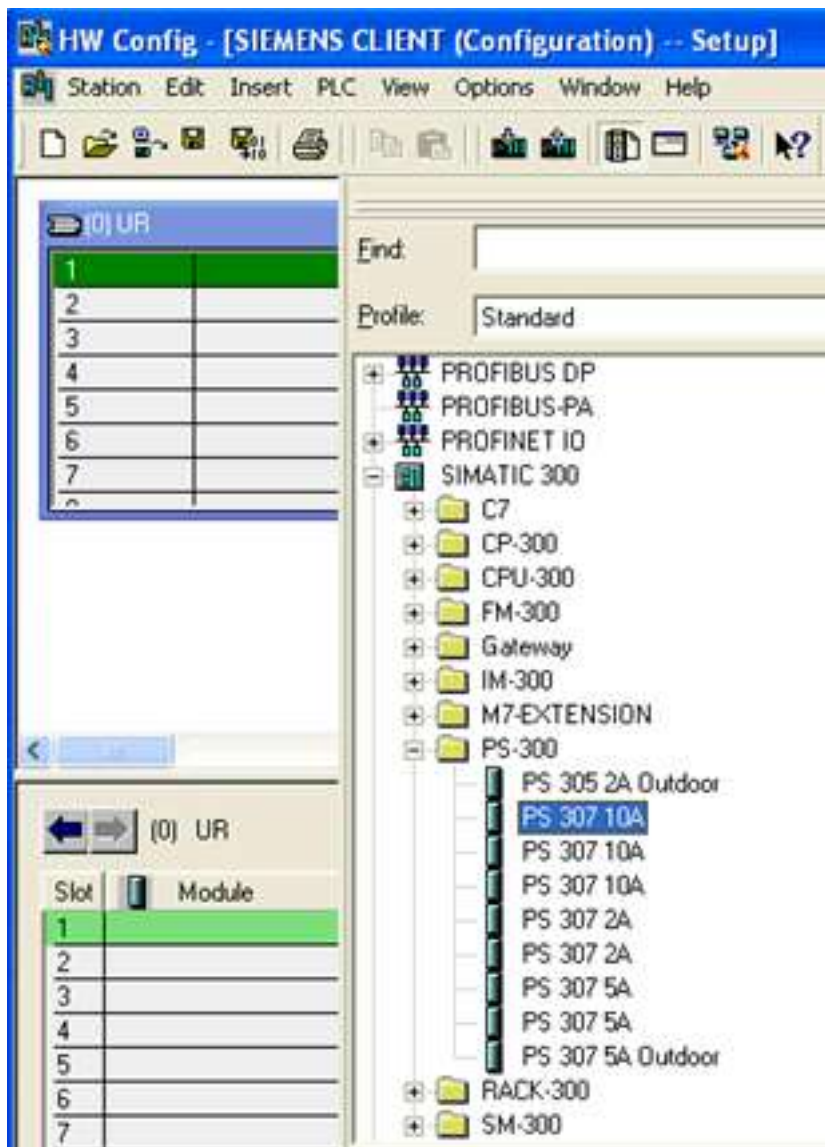 HW Config - [SIEMENS CLIENT (Configuration) -- Setup]
Station Edit Insert PLC View Options Window Help
(0) UR
1
2
3
4
5
6
7
Find:
Profile: Standard
PROFIBUS DP
PROFIBUS-PA
PROFINET IO
SIMATIC 300
C7
CP-300
CPU-300
FM-300
Gateway
IM-300
M7-EXTENSION
PS-300
PS 305 2A Outdoor
PS 307 10A
PS 307 10A
PS 307 10A
PS 307 2A
PS 307 2A
PS 307 5A
PS 307 5A
PS 307 5A Outdoor
RACK-300
SM-300
(0) UR
Slot Module
1
2
3
4
5
6
7